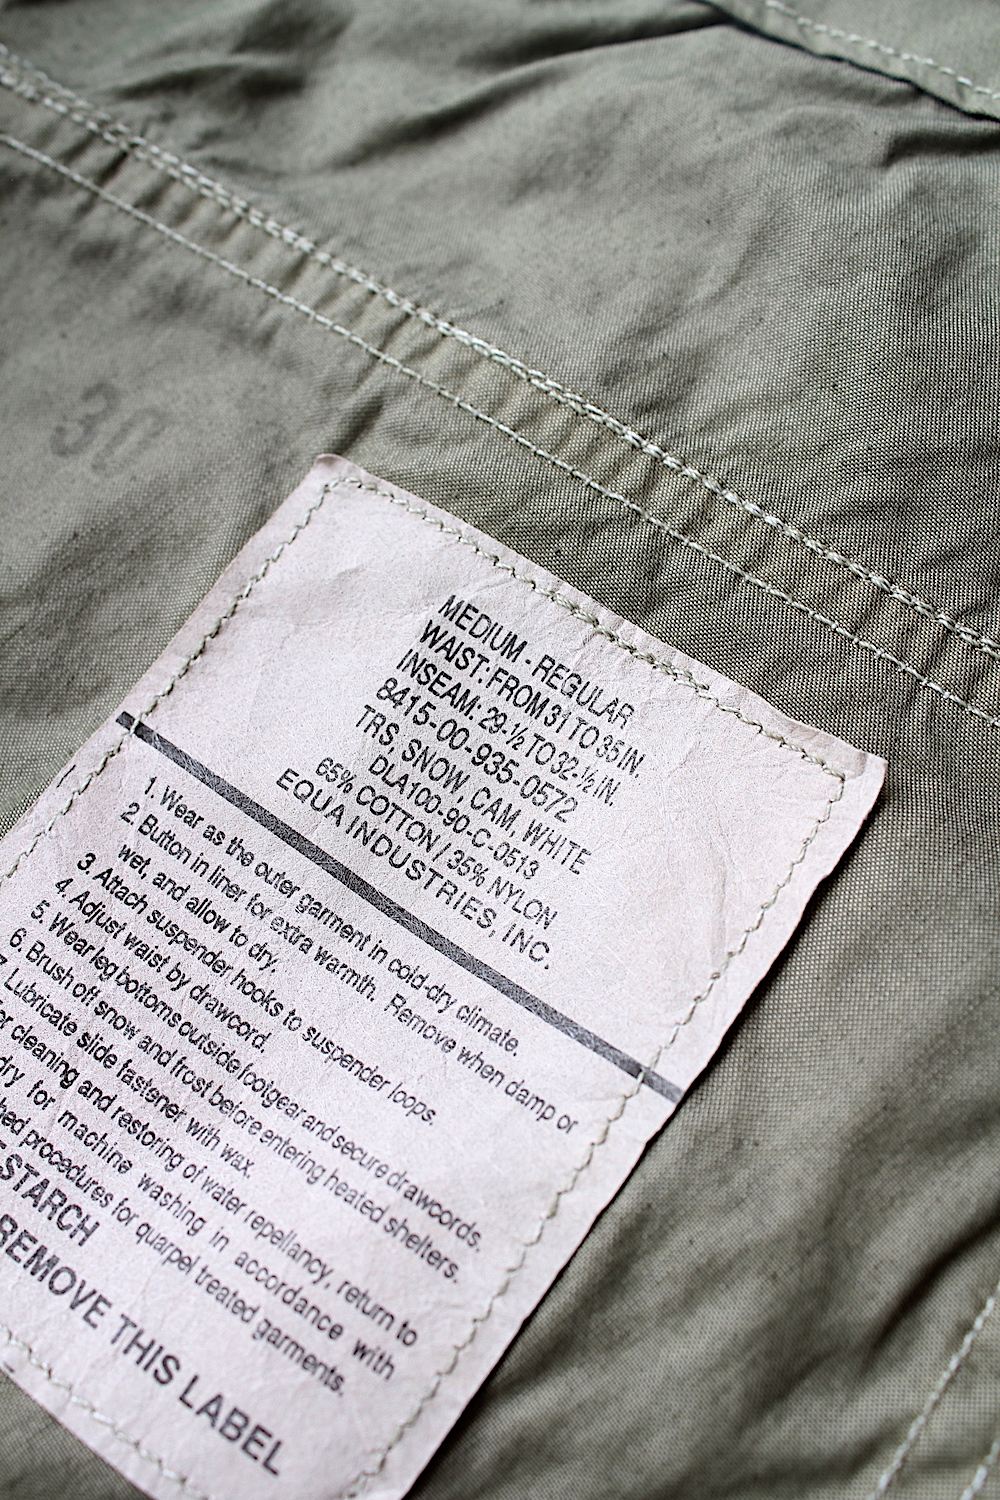 30
MEDIUM - REGULAR
WAIST: FROM 31 TO 35 IN.
INSEAM: 29-½ TO 32-½ IN.
8415-00-935-0572
TRS, SNOW, CAM, WHITE
DLA100-90-C-0513
65% COTTON / 35% NYLON
EQUA INDUSTRIES, INC.
1. Wear as the outer garment in cold-dry climate.
2 Button in liner for extra warmth. Remove when damp or
wet, and allow to dry.
3. Attach suspender hooks to suspender loops.
4. Adjust waist by drawcord.
5. Wear leg bottoms outside footgear and secure drawcords.
6. Brush off snow and frost before entering heated shelters.
7 Lubricate slide fastener with wax.
cleaning and restoring of water repellancy, return to
for machine washing in accordance with
procedures for quarpel treated garments.
STARCH
REMOVE THIS LABEL